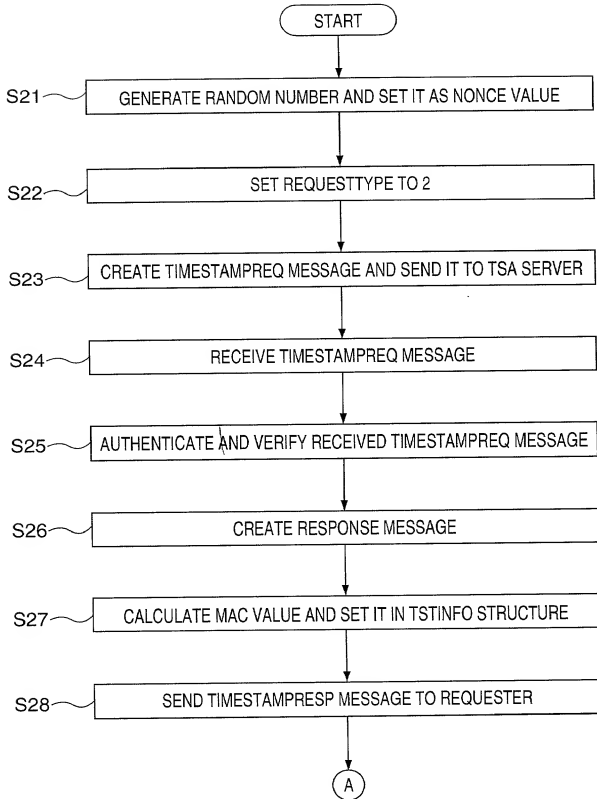 START
S21 GENERATE RANDOM NUMBER AND SET IT AS NONCE VALUE
S22 SET REQUESTTYPE TO 2
S23 CREATE TIMESTAMPREQ MESSAGE AND SEND IT TO TSA SERVER
S24 RECEIVE TIMESTAMPREQ MESSAGE
S25 AUTHENTICATE AND VERIFY RECEIVED TIMESTAMPREQ MESSAGE
S26 CREATE RESPONSE MESSAGE
S27 CALCULATE MAC VALUE AND SET IT IN TSTINFO STRUCTURE
S28 SEND TIMESTAMPRESP MESSAGE TO REQUESTER
A